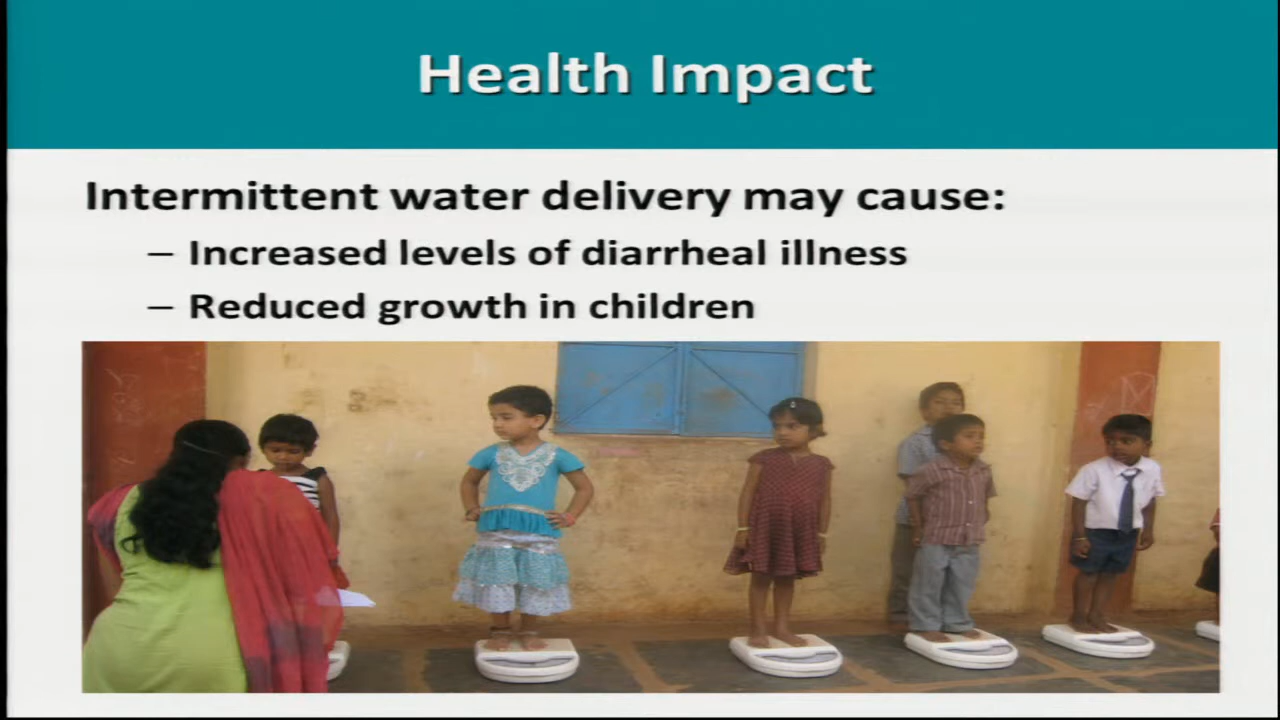 Health Impact
Intermittent water delivery may cause:
– Increased levels of diarrheal illness
– Reduced growth in children